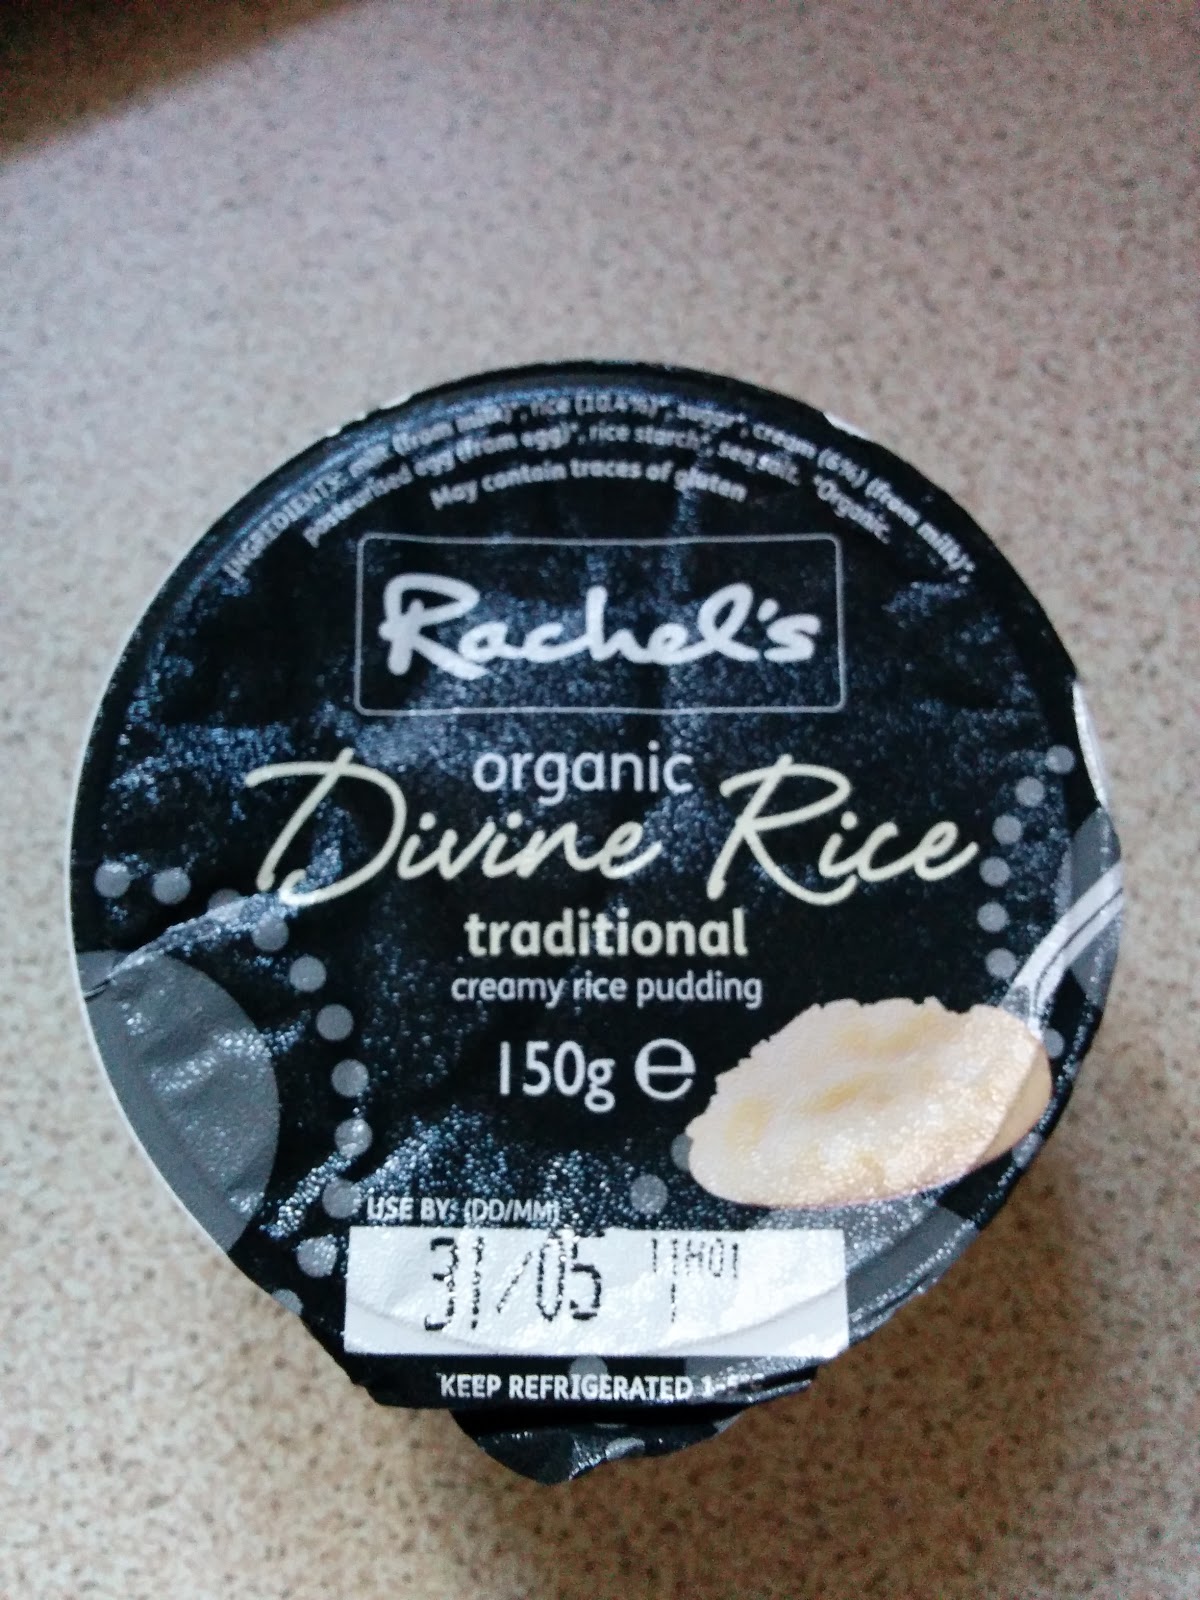 INGREDIENTS: milk (from milk)*, rice (10.4%)*, sugar*, cream (6%) (from milk)*,
pasteurised egg (from egg)*, rice starch*, sea salt. *Organic.
May contain traces of gluten
Rachel's
organic
Divine Rice
traditional
creamy rice pudding
150g e
USE BY: (DD/MM)
31/05
KEEP REFRIGERATED 1-5°C